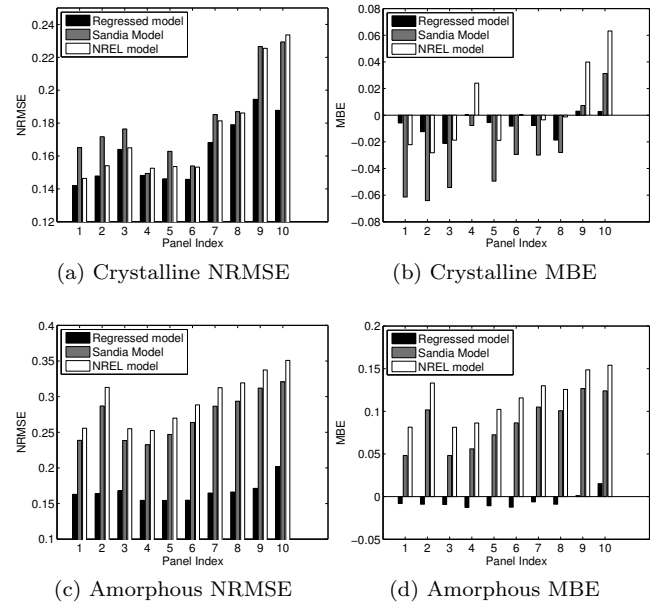 Regressed model
Sandia Model
NREL model
0.24
0.22
0.2
0.18
0.16
0.14
0.12
NRMSE
1 2 3 4 5 6 7 8 9 10
Panel Index
(a) Crystalline NRMSE
Regressed model
Sandia Model
NREL model
0.08
0.06
0.04
0.02
0
−0.02
−0.04
−0.06
−0.08
MBE
1 2 3 4 5 6 7 8 9 10
Panel Index
(b) Crystalline MBE
Regressed model
Sandia Model
NREL model
0.4
0.35
0.3
0.25
0.2
0.15
0.1
NRMSE
1 2 3 4 5 6 7 8 9 10
Panel Index
(c) Amorphous NRMSE
Regressed model
Sandia Model
NREL model
0.2
0.15
0.1
0.05
0
−0.05
MBE
1 2 3 4 5 6 7 8 9 10
Panel Index
(d) Amorphous MBE